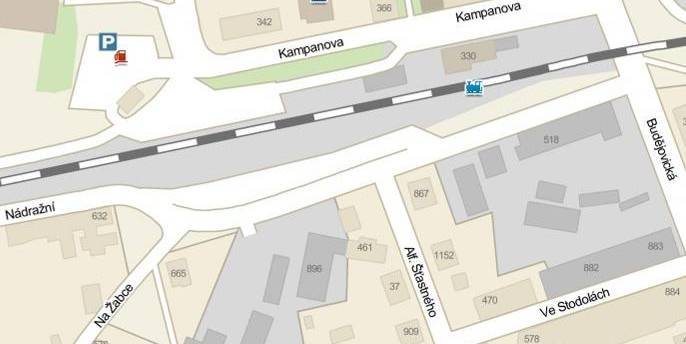 366
Kampanova
342
P
Kampanova
330
Budějovická
518
867
Nádražní
632
461
Alf. Šťastného
1152
883
896
882
665
37
Na Žabce
470
Ve Stodolách
884
909
578